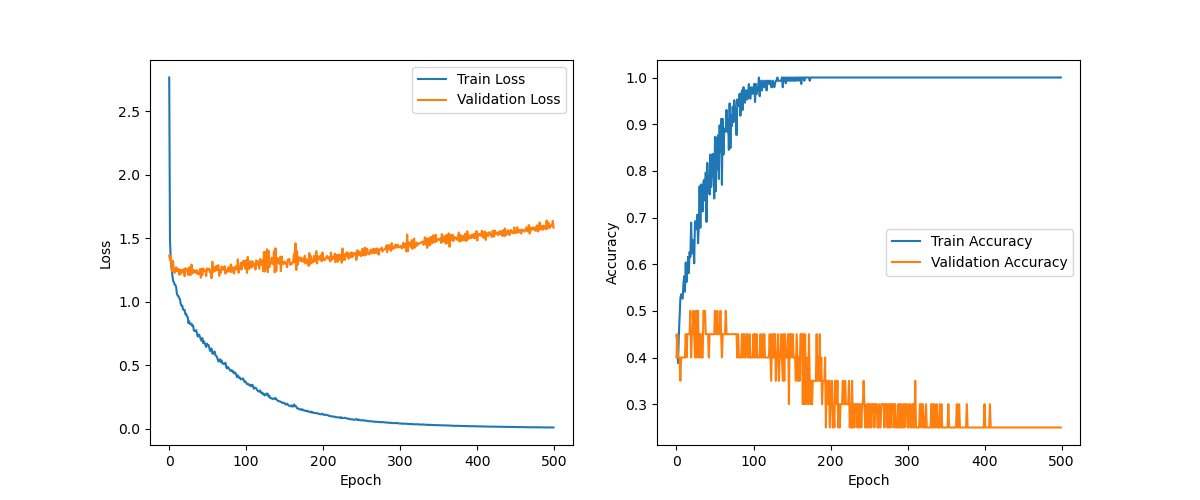 Train Loss
Validation Loss
2.5
2.0
1.5
1.0
0.5
0.0
Loss
0 100 200 300 400 500
Epoch
1.0
0.9
0.8
0.7
0.6
0.5
0.4
0.3
Accuracy
Train Accuracy
Validation Accuracy
0 100 200 300 400 500
Epoch